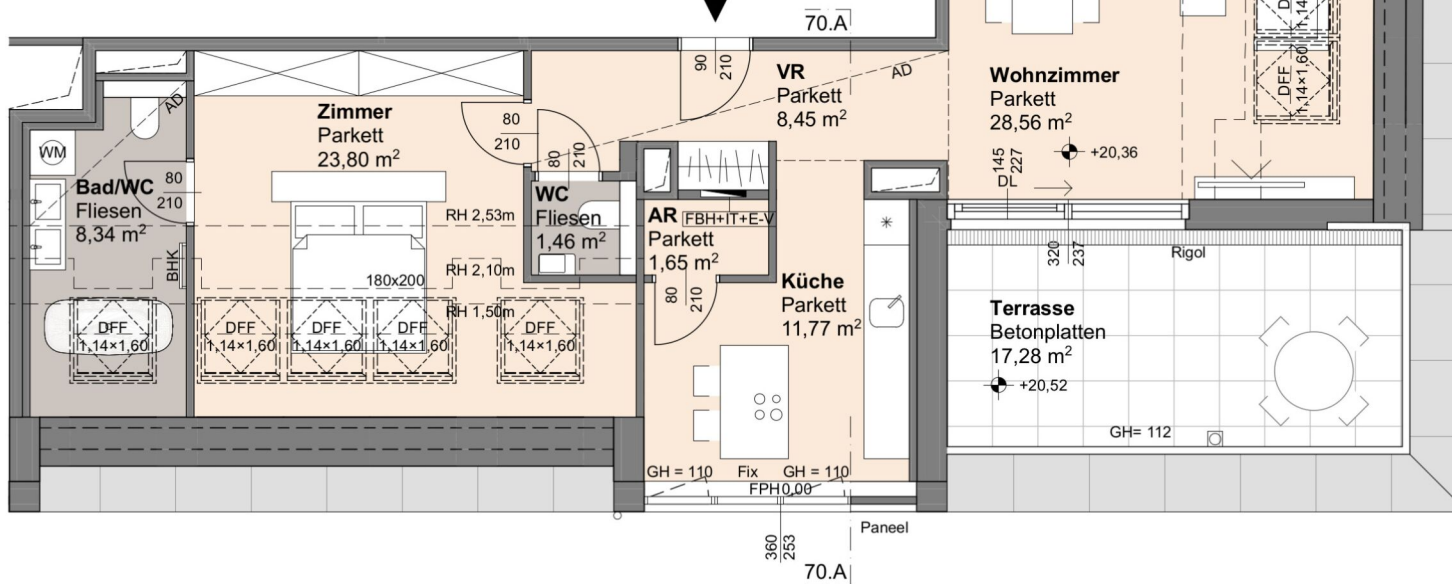 70.A
90
210
VR
Parkett
8,45 m²
AD
Wohnzimmer
Parkett
28,56 m²
+20,36
145
227
DL
DFF
1,14×1,60
1,14×1,60
AD
WM
Bad/WC
Fliesen
8,34 m²
80
210
BHK
Zimmer
Parkett
23,80 m²
80
210
80
210
WC
Fliesen
1,46 m²
AR
Parkett
1,65 m²
FBH+IT+E-V
RH 2,53m
RH 2,10m
RH 1,50m
180x200
80
210
Küche
Parkett
11,77 m²
320
237
Rigol
Terrasse
Betonplatten
17,28 m²
+20,52
GH= 112
DFF
1,14×1,60
DFF
1,14×1,60
DFF
1,14×1,60
DFF
1,14×1,60
DFF
1,14×1,60
GH = 110
Fix
GH = 110
FPH0,00
Paneel
360
253
70.A